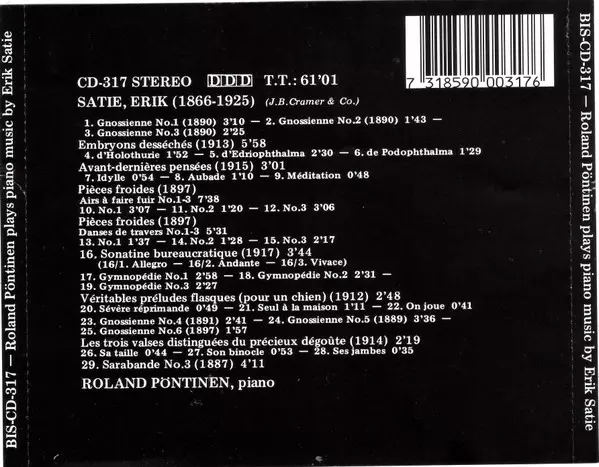 BIS-CD-317 — Roland Pöntinen plays piano music by Erik Satie
CD-317 STEREO DDD T.T.: 61'01
7 318590 003176
SATIE, ERIK (1866-1925) (J.B.Cramer & Co.)
1. Gnossienne No.1 (1890) 3'10 — 2. Gnossienne No.2 (1890) 1'43 —
3. Gnossienne No.3 (1890) 2'25
Embryons desséchés (1913) 5'58
4. d'Holothurie 1'52 — 5. d'Edriophthalma 2'30 — 6. de Podophthalma 1'29
Avant-dernières pensées (1915) 3'01
7. Idylle 0'54 — 8. Aubade 1'10 — 9. Méditation 0'48
Pièces froides (1897)
Airs à faire fuir No.1-3 7'38
10. No.1 3'07 — 11. No.2 1'20 — 12. No.3 3'06
Pièces froides (1897)
Danses de travers No.1-3 5'31
13. No.1 1'37 — 14. No.2 1'28 — 15. No.3 2'17
16. Sonatine bureaucratique (1917) 3'44
(16/1. Allegro — 16/2. Andante — 16/3. Vivace)
17. Gymnopédie No.1 2'58 — 18. Gymnopédie No.2 2'31 —
19. Gymnopédie No.3 2'27
Véritables préludes flasques (pour un chien) (1912) 2'48
20. Sévère réprimande 0'49 — 21. Seul à la maison 1'11 — 22. On joue 0'41
23. Gnossienne No.4 (1891) 2'41 — 24. Gnossienne No.5 (1889) 3'36 —
25. Gnossienne No.6 (1897) 1'57
Les trois valses distinguées du précieux dégoûte (1914) 2'19
26. Sa taille 0'44 — 27. Son binocle 0'53 — 28. Ses jambes 0'35
29. Sarabande No.3 (1887) 4'11
ROLAND PÖNTINEN, piano
BIS-CD-317 — Roland Pöntinen plays piano music by Erik Satie